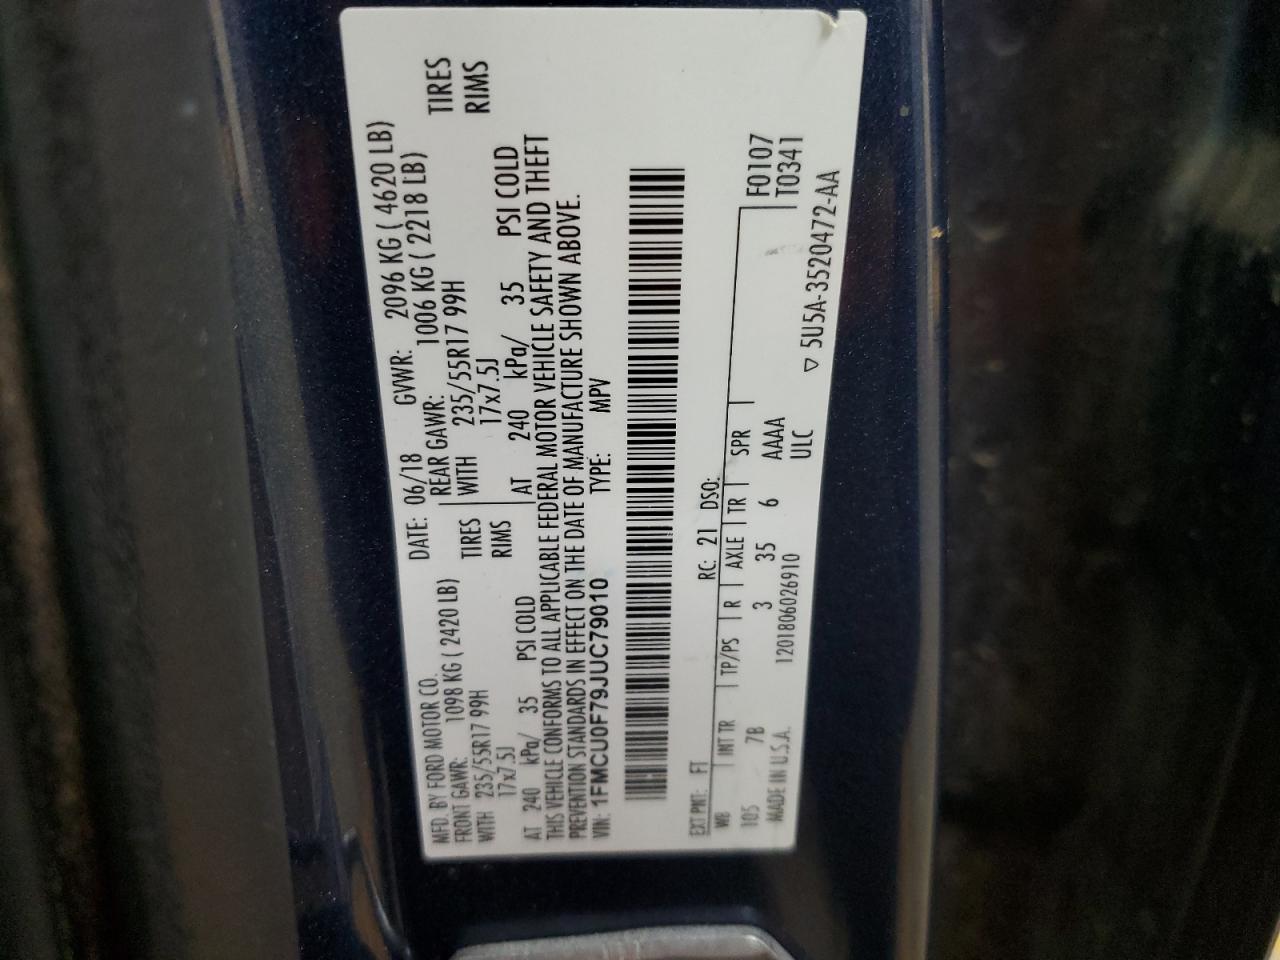 MFD. BY FORD MOTOR CO.
DATE: 06/18 GVWR: 2096 KG ( 4620 LB)
FRONT GAWR: 1098 KG ( 2420 LB) REAR GAWR: 1006 KG ( 2218 LB)
WITH 235/55R17 99H TIRES WITH 235/55R17 99H TIRES
17x7.5J RIMS 17x7.5J RIMS
AT 240 kPa/ 35 PSI COLD AT 240 kPa/ 35 PSI COLD
THIS VEHICLE CONFORMS TO ALL APPLICABLE FEDERAL MOTOR VEHICLE SAFETY AND THEFT
PREVENTION STANDARDS IN EFFECT ON THE DATE OF MANUFACTURE SHOWN ABOVE.
VIN: 1FMCU0F79JUC79010 TYPE: MPV
EXT PNT: FT RC: 21 DSO: F0107
WB INT TR TP/PS R AXLE TR SPR T0341
105 7B 3 35 6 AAAA
MADE IN U.S.A. 120180602​6910 ULC ▽ 5U5A-3520472-AA